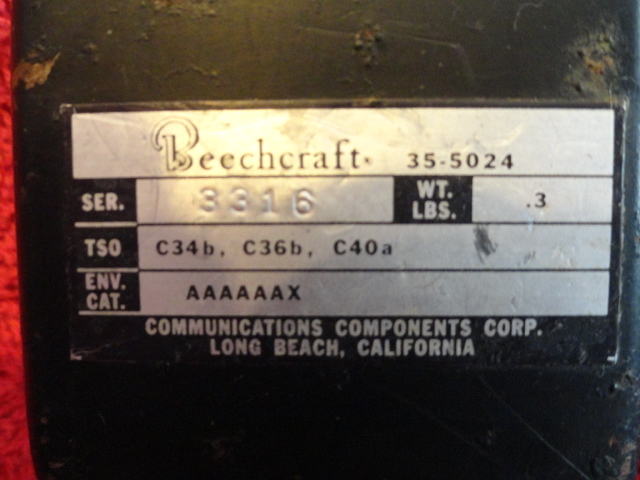 Beechcraft. 35-5024
SER. 3316 WT. LBS. .3
TSO C34b, C36b, C40a
ENV. CAT. AAAAAAX
COMMUNICATIONS COMPONENTS CORP.
LONG BEACH, CALIFORNIA